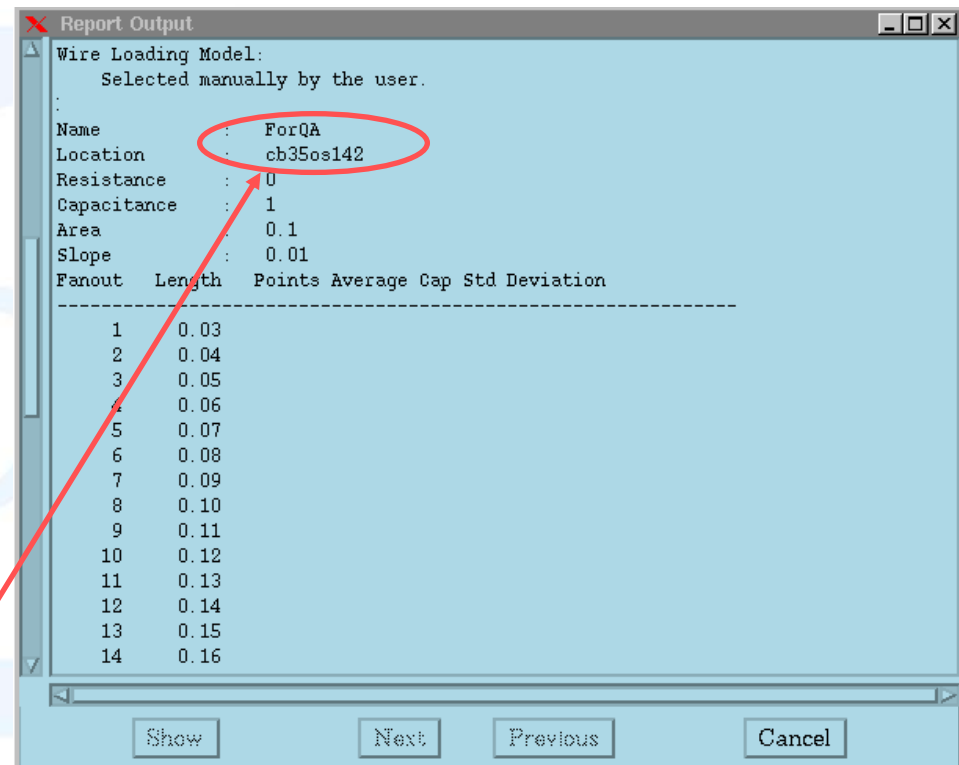 Report Output
Wire Loading Model:
Selected manually by the user.
:
Name : ForQA
Location : cb35os142
Resistance : 0
Capacitance : 1
Area : 0.1
Slope : 0.01
Fanout Length Points Average Cap Std Deviation
-------------------------------------------------------------
1 0.03
2 0.04
3 0.05
4 0.06
5 0.07
6 0.08
7 0.09
8 0.10
9 0.11
10 0.12
11 0.13
12 0.14
13 0.15
14 0.16
Show Next Previous Cancel